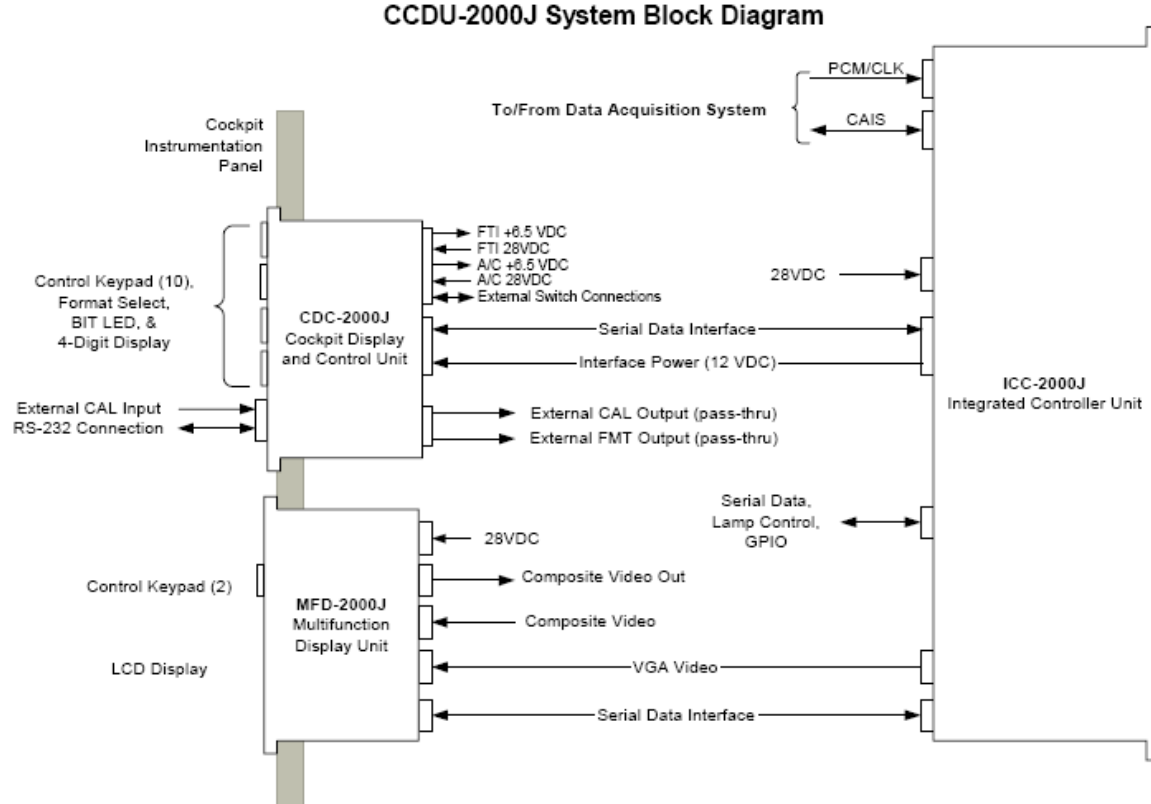 CCDU-2000J System Block Diagram
PCM/CLK
To/From Data Acquisition System
CAIS
Cockpit
Instrumentation
Panel
FTI +6.5 VDC
FTI 28VDC
A/C +6.5 VDC
A/C 28VDC
External Switch Connections
28VDC
Control Keypad (10),
Format Select,
BIT LED, &
4-Digit Display
CDC-2000J
Cockpit Display
and Control Unit
Serial Data Interface
Interface Power (12 VDC)
ICC-2000J
Integrated Controller Unit
External CAL Input
RS-232 Connection
External CAL Output (pass-thru)
External FMT Output (pass-thru)
Serial Data,
Lamp Control,
GPIO
28VDC
Control Keypad (2)
Composite Video Out
MFD-2000J
Multifunction
Display Unit
Composite Video
LCD Display
VGA Video
Serial Data Interface